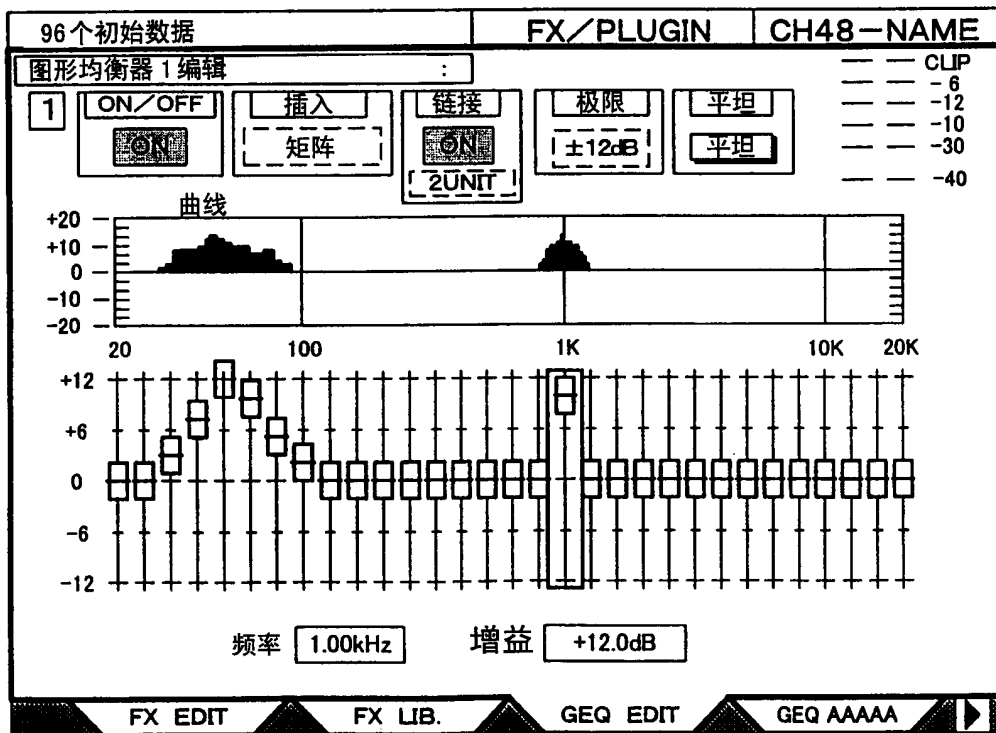 96个初始数据 FX/PLUGIN CH48-NAME
图形均衡器1编辑 :
CLIP
-6
-12
-10
-30
-40
1 ON/OFF 插入 链接 极限 平坦
ON 矩阵 ON ±12dB 平坦
2UNIT
曲线
+20
+10
0
-10
-20
20 100 1K 10K 20K
+12
+6
0
-6
-12
频率 1.00kHz 增益 +12.0dB
FX EDIT FX LIB. GEQ EDIT GEQ AAAAA